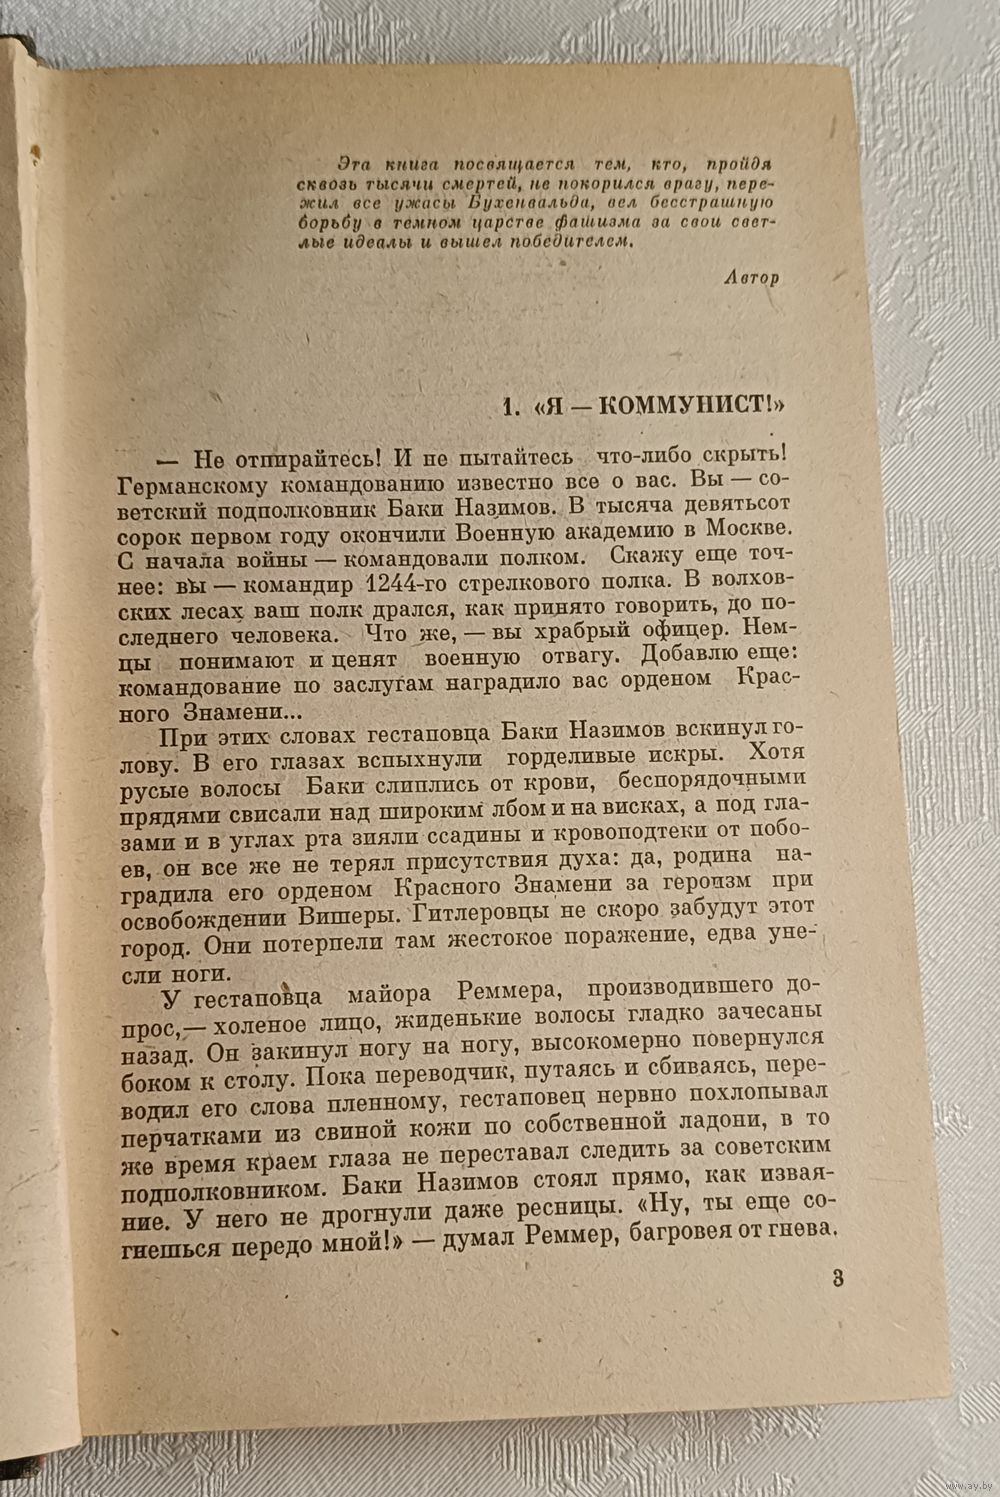 Эта книга посвящается тем, кто, пройдя
сквозь тысячи смертей, не покорился врагу, пере-
жил все ужасы Бухенвальда, вел бесстрашную
борьбу в темном царстве фашизма за свои свет-
лые идеалы и вышел победителем.
Автор
1. «Я — КОММУНИСТ!»
— Не отпирайтесь! И не пытайтесь что-либо скрыть!
Германскому командованию известно все о вас. Вы — со-
ветский подполковник Баки Назимов. В тысяча девятьсот
сорок первом году окончили Военную академию в Москве.
С начала войны — командовали полком. Скажу еще точ-
нее: вы — командир 1244-го стрелкового полка. В волхов-
ских лесах ваш полк дрался, как принято говорить, до по-
следнего человека. Что же, — вы храбрый офицер. Нем-
цы понимают и ценят военную отвагу. Добавлю еще:
командование по заслугам наградило вас орденом Крас-
ного Знамени...
При этих словах гестаповца Баки Назимов вскинул го-
лову. В его глазах вспыхнули горделивые искры. Хотя
русые волосы Баки слиплись от крови, беспорядочными
прядями свисали над широким лбом и на висках, а под гла-
зами и в углах рта зияли ссадины и кровоподтеки от побо-
ев, он все же не терял присутствия духа: да, родина на-
градила его орденом Красного Знамени за героизм при
освобождении Вишеры. Гитлеровцы не скоро забудут этот
город. Они потерпели там жестокое поражение, едва уне-
сли ноги.
У гестаповца майора Реммера, производившего до-
прос,— холеное лицо, жиденькие волосы гладко зачесаны
назад. Он закинул ногу на ногу, высокомерно повернулся
боком к столу. Пока переводчик, путаясь и сбиваясь, пере-
водил его слова пленному, гестаповец нервно похлопывал
перчатками из свиной кожи по собственной ладони, в то
же время краем глаза не переставал следить за советским
подполковником. Баки Назимов стоял прямо, как извая-
ние. У него не дрогнули даже ресницы. «Ну, ты еще со-
гнешься передо мной!» — думал Реммер, багровея от гнева.
3
www.ay.by